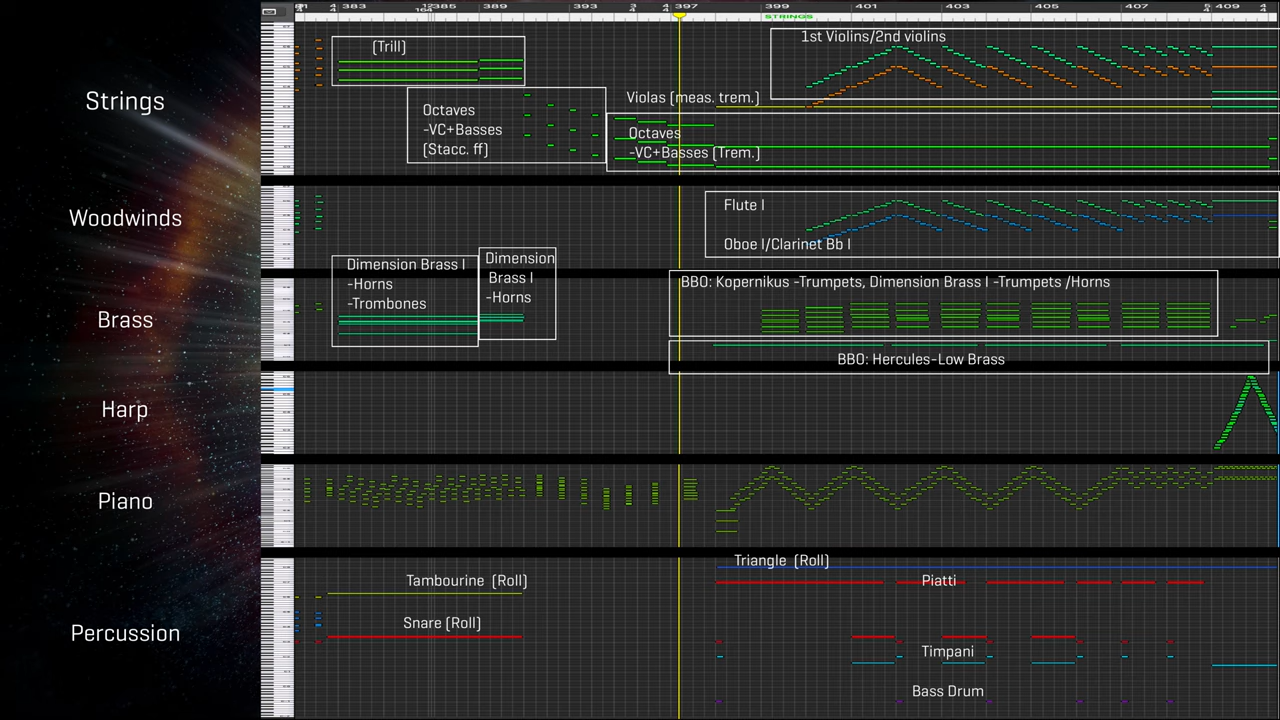 383
385
389
393
397
399
401
403
405
407
409
STRINGS
Strings
(Trill)
Octaves
-VC+Basses
(Stacc. ff)
1st Violins/2nd violins
Violas (meas. trem.)
Octaves
-VC+Basses (Trem.)
Woodwinds
Flute I
Oboe I/Clarinet Bb I
Brass
Dimension Brass I
-Horns
-Trombones
Dimension
Brass I
-Horns
BBO: Kopernikus -Trumpets, Dimension Brass I -Trumpets /Horns
BBO: Hercules-Low Brass
Harp
Piano
Percussion
Tambourine (Roll)
Snare (Roll)
Triangle (Roll)
Piatti
Timpani
Bass Drum